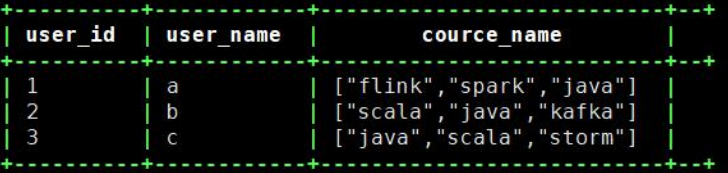 user_id user_name cource_name
1 a ["flink","spark","java"]
2 b ["scala","java","kafka"]
3 c ["java","scala","storm"]